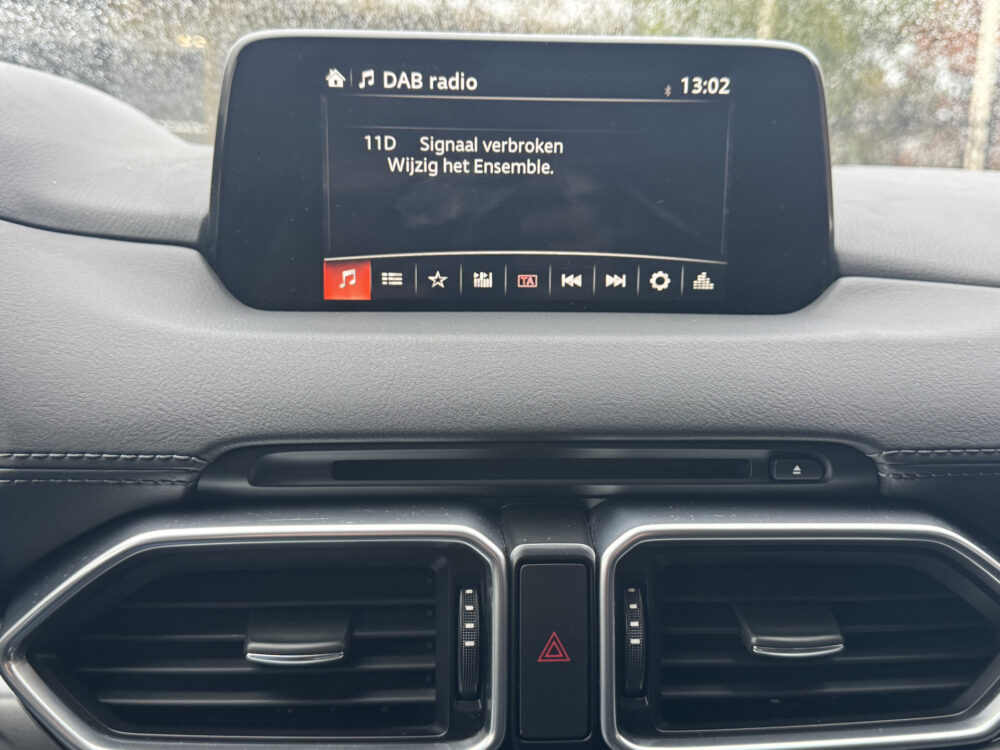 DAB radio
13:02
11D Signaal verbroken
Wijzig het Ensemble.
TA